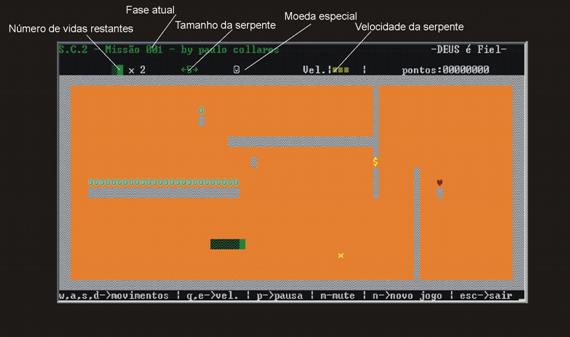 Fase atual
Número de vidas restantes
Tamanho da serpente
Moeda especial
Velocidade da serpente
S.C.2 - Missão 001 - by paulo collares
-DEUS é Fiel-
x 2
Vel.
pontos:00000000
$
w,a,s,d->movimentos ¦ q,e->vel. ¦ p->pausa ¦ m-mute ¦ n->novo jogo ¦ esc->sair